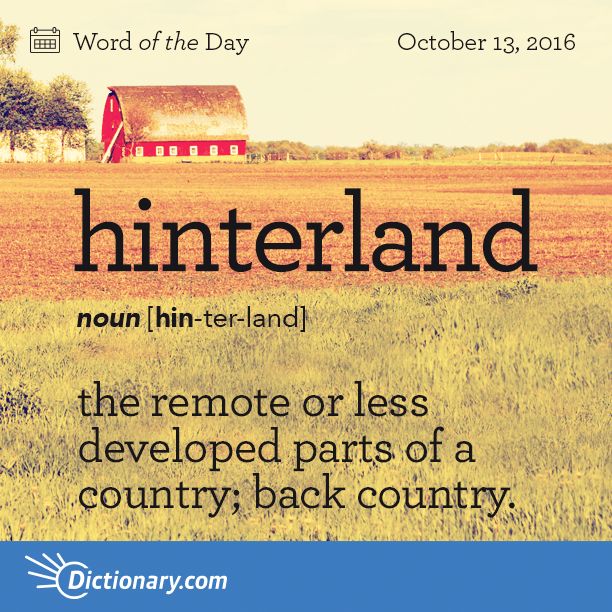 Word of the Day
October 13, 2016
hinterland
noun [hin-ter-land]
the remote or less
developed parts of a
country; back country.
Dictionary.com